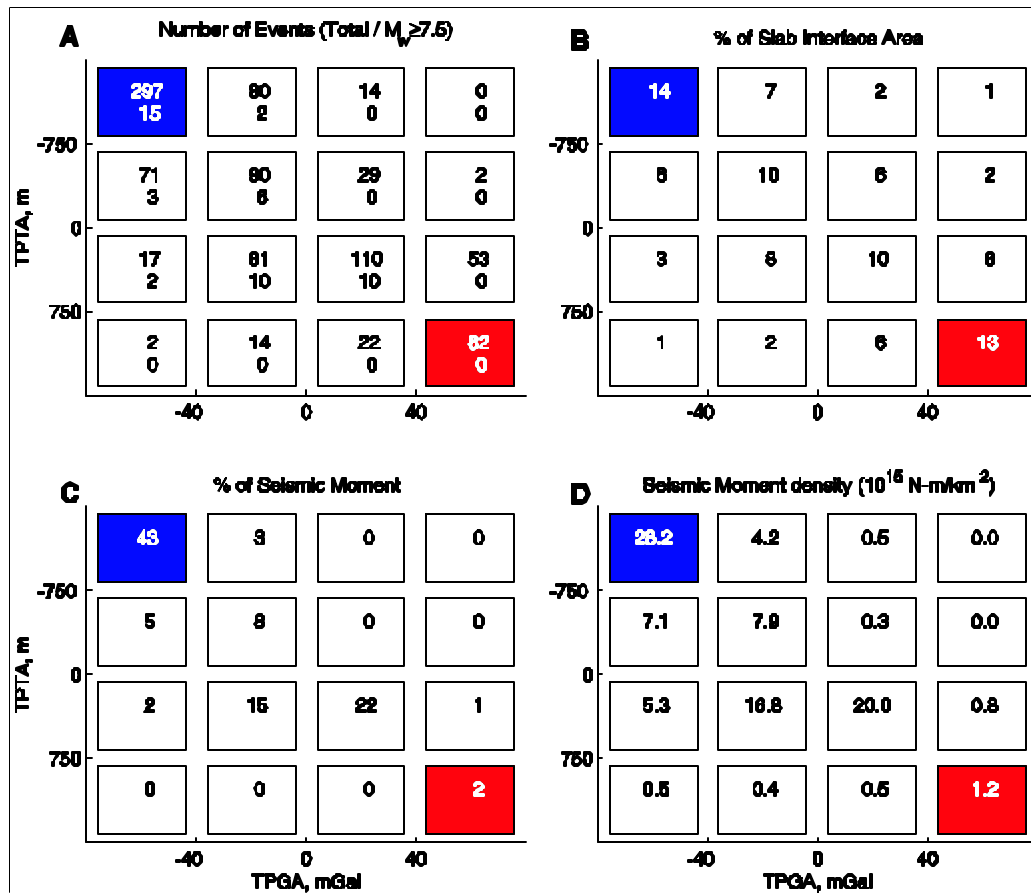 A
Number of Events (Total / Mw≥7.5)
297 80 14 0
15 2 0 0
-750
71 80 29 2
3 6 0 0
TPTA, m
0
17 61 110 53
2 10 10 0
750
2 14 22 82
0 0 0 0
-40 0 40
B
% of Slab Interface Area
14 7 2 1
-750
6 10 6 2
0
3 8 10 6
750
1 2 6 13
-40 0 40
C
% of Seismic Moment
43 3 0 0
-750
5 8 0 0
TPTA, m
0
2 15 22 1
750
0 0 0 2
-40 0 40
TPGA, mGal
D
Seismic Moment density (10^15 N-m/km^2)
28.2 4.2 0.5 0.0
-750
7.1 7.9 0.3 0.0
0
5.3 16.8 20.0 0.8
750
0.5 0.4 0.5 1.2
-40 0 40
TPGA, mGal